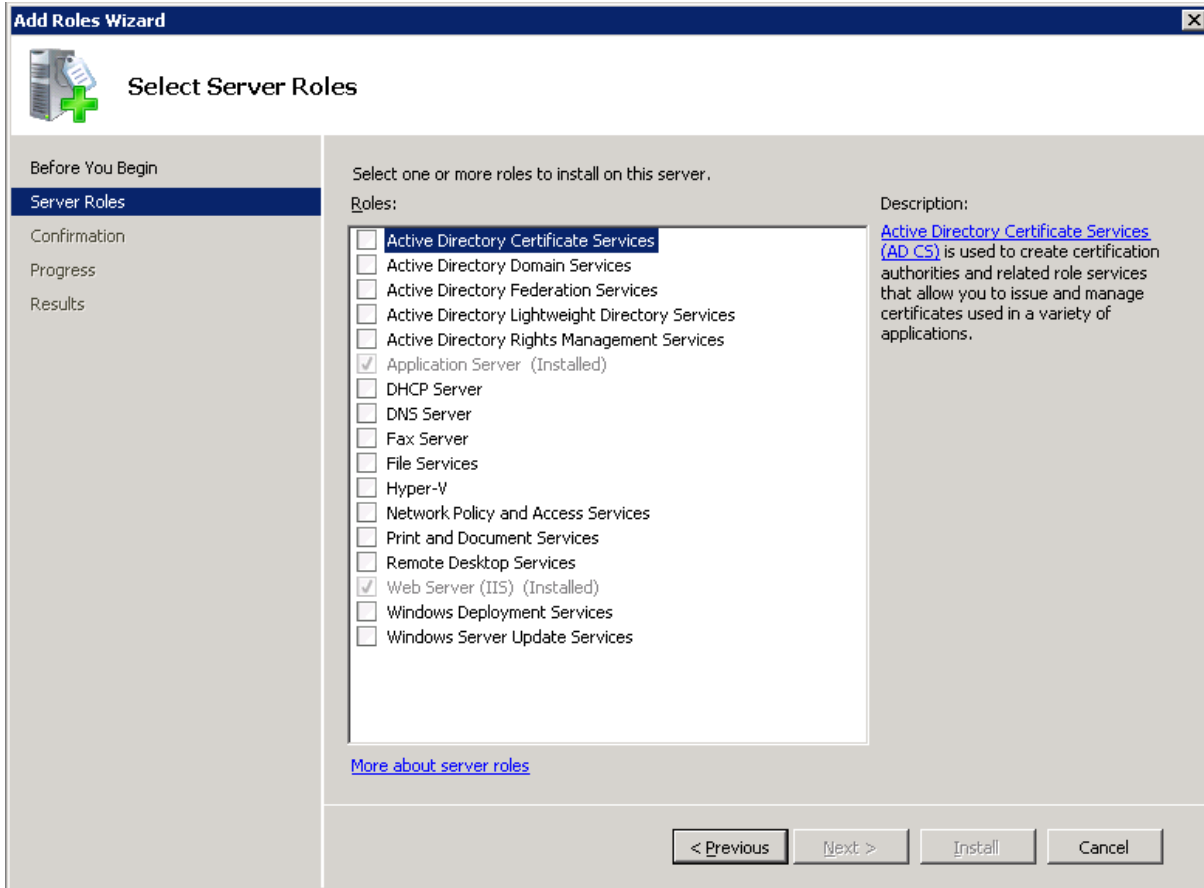 Add Roles Wizard
Select Server Roles
Before You Begin
Server Roles
Confirmation
Progress
Results
Select one or more roles to install on this server.
Roles:
Active Directory Certificate Services
Active Directory Domain Services
Active Directory Federation Services
Active Directory Lightweight Directory Services
Active Directory Rights Management Services
Application Server (Installed)
DHCP Server
DNS Server
Fax Server
File Services
Hyper-V
Network Policy and Access Services
Print and Document Services
Remote Desktop Services
Web Server (IIS) (Installed)
Windows Deployment Services
Windows Server Update Services
More about server roles
Description:
Active Directory Certificate Services
(AD CS) is used to create certification
authorities and related role services
that allow you to issue and manage
certificates used in a variety of
applications.
< Previous
Next >
Install
Cancel